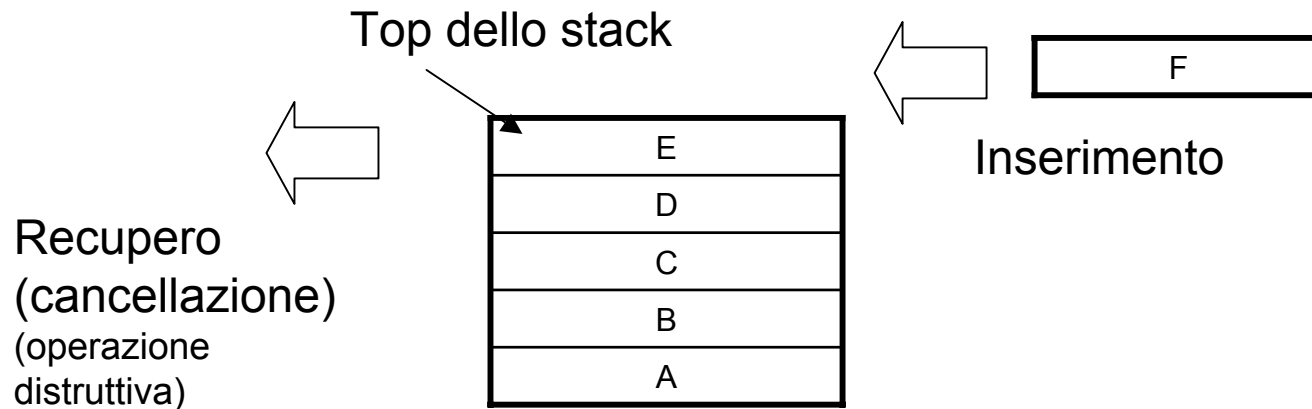 Top dello stack
F
E
Inserimento
D
Recupero
C
(cancellazione)
B
(operazione
A
distruttiva)